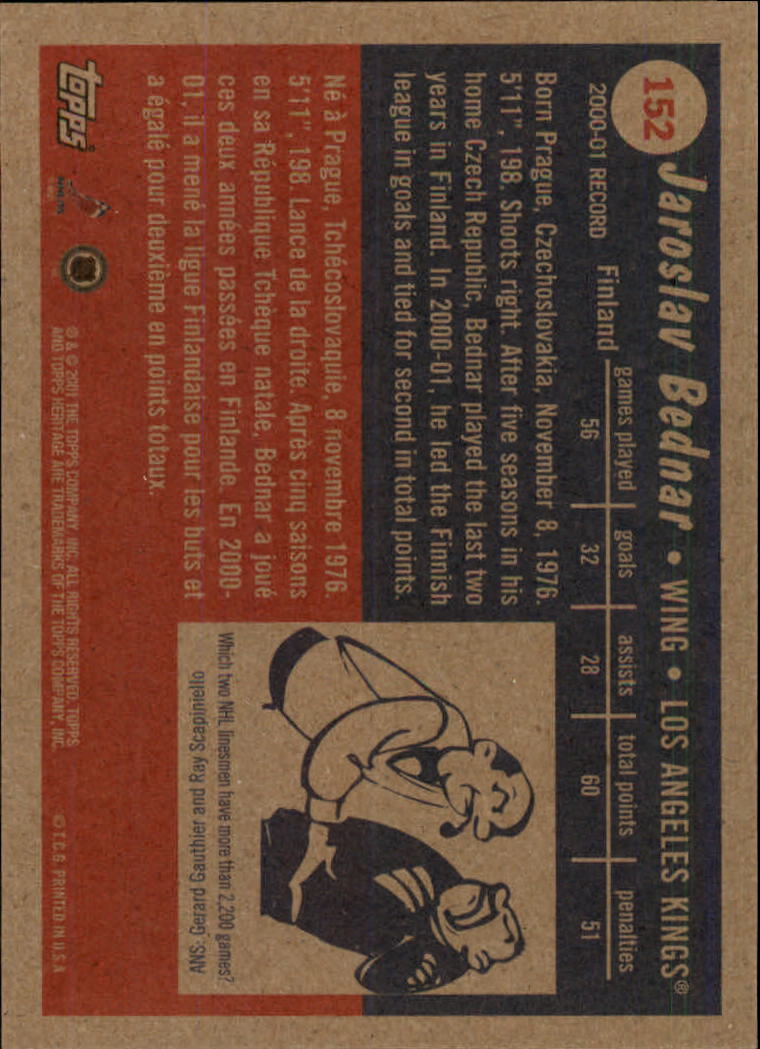 152
Jaroslav Bednar • WING • LOS ANGELES KINGS®
2000-01 RECORD
games played goals assists total points penalties
Finland 56 32 28 60 51
Born Prague, Czechoslovakia, November 8, 1976.
5'11", 198. Shoots right. After five seasons in his
home Czech Republic, Bednar played the last two
years in Finland. In 2000-01, he led the Finnish
league in goals and tied for second in total points.
Né à Prague, Tchécoslovaquie, 8 novembre 1976.
5'11", 198. Lance de la droite. Après cinq saisons
en sa République Tchèque natale, Bednar a joué
ces deux années passées en Finlande. En 2000-
01, il a mené la ligue Finlandaise pour les buts et
a égalé pour deuxième en points totaux.
Which two NHL linesmen have more than 2,200 games?
ANS: Gerard Gauthier and Ray Scapiniello
topps®
® & © 2001 THE TOPPS COMPANY, INC. ALL RIGHTS RESERVED. TOPPS
AND TOPPS HERITAGE ARE TRADEMARKS OF THE TOPPS COMPANY, INC.
© T.C.G. PRINTED IN U.S.A